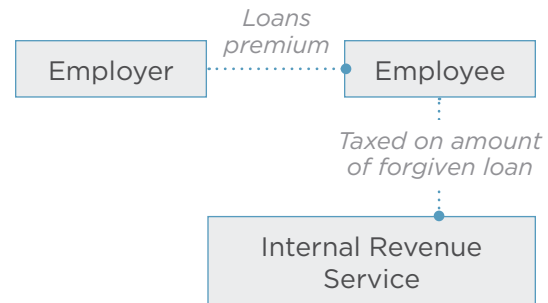 Loans
premium
Employer
Employee
Taxed on amount
of forgiven loan
Internal Revenue
Service